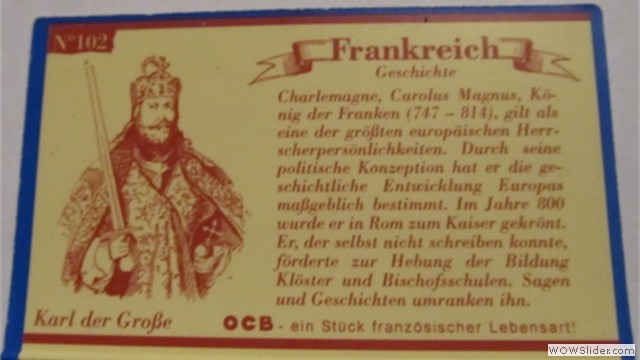 Nº 102
Frankreich
Geschichte
Charlemagne, Carolus Magnus, Kö-
nig der Franken (747 – 814), gilt als
eine der größten europäischen Herr-
scherpersönlichkeiten. Durch seine
politische Konzeption hat er die ge-
schichtliche Entwicklung Europas
maßgeblich bestimmt. Im Jahre 800
wurde er in Rom zum Kaiser gekrönt.
Er, der selbst nicht schreiben konnte,
förderte zur Hebung der Bildung
Klöster und Bischofsschulen. Sagen
und Geschichten umranken ihn.
Karl der Große
OCB - ein Stück französischer Lebensart!
WOWSlider.com